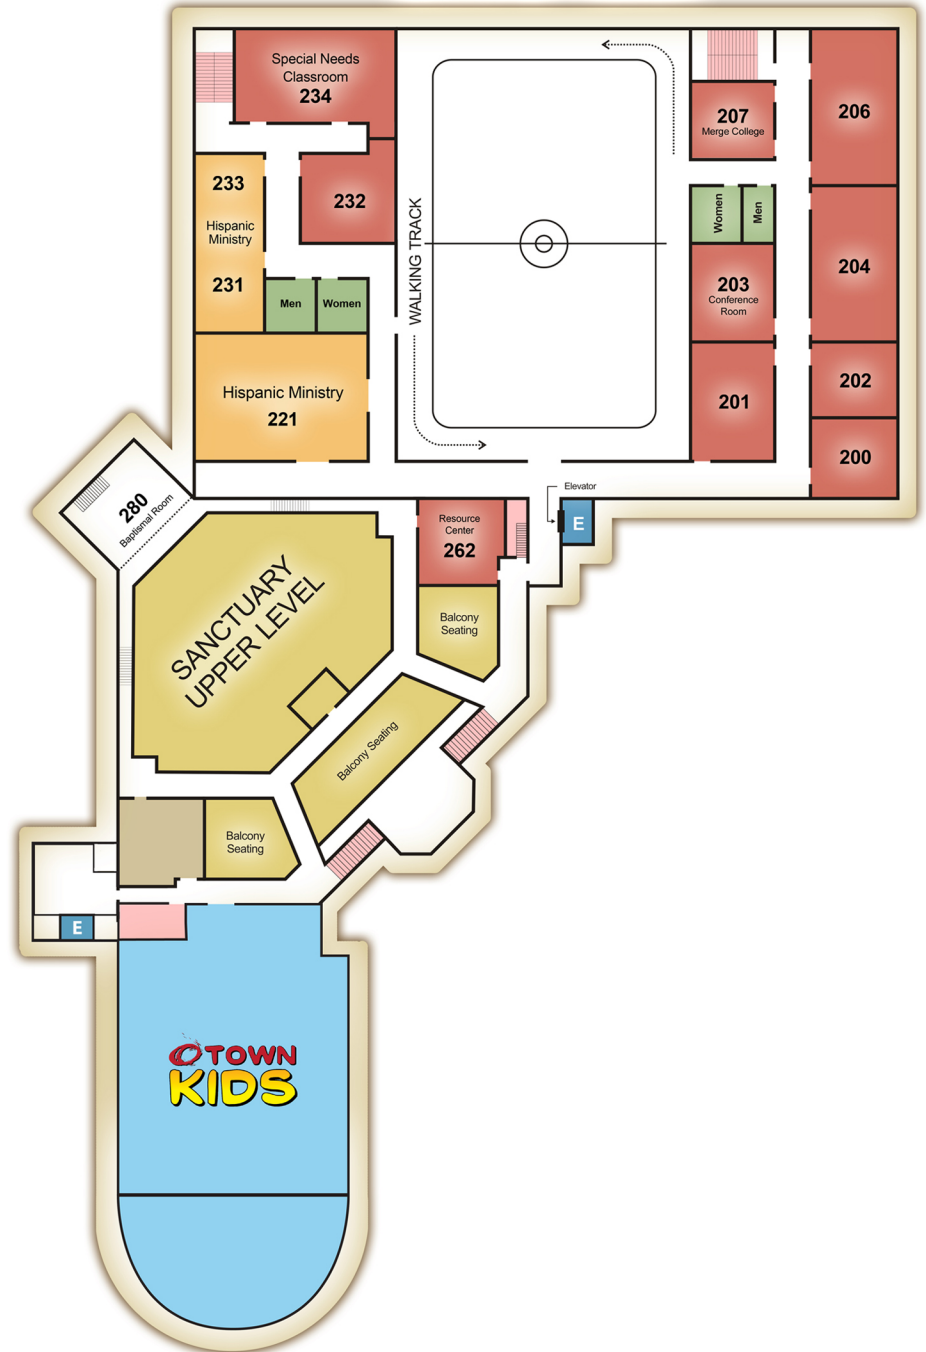 Special Needs
Classroom
234
207
Merge College
206
233
Hispanic
Ministry
231
232
WALKING TRACK
Women
Men
204
203
Conference
Room
Men
Women
Hispanic Ministry
221
201
202
200
280
Baptismal Room
Elevator
E
Resource
Center
262
SANCTUARY
UPPER LEVEL
Balcony
Seating
Balcony Seating
Balcony
Seating
E
OTOWN
KIDS